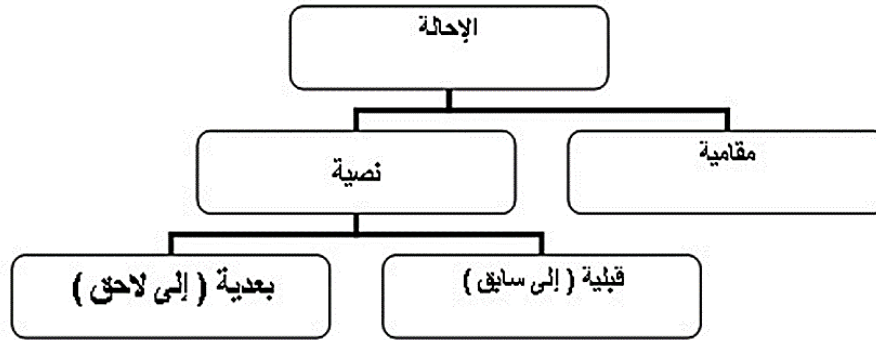 الإحالة
مقامية
نصية
قبلية ( إلى سابق )
بعدية ( إلى لاحق )